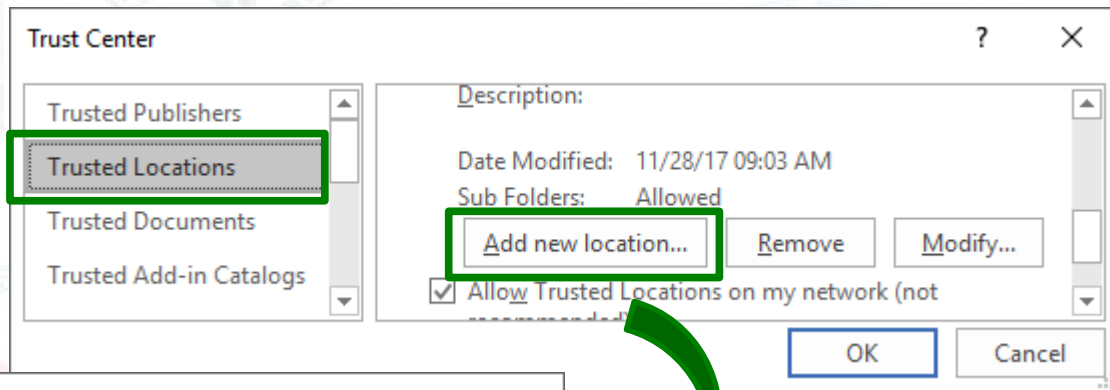 Trust Center
?
Trusted Publishers
Trusted Locations
Trusted Documents
Trusted Add-in Catalogs
Description:
Date Modified: 11/28/17 09:03 AM
Sub Folders: Allowed
Add new location... Remove Modify...
Allow Trusted Locations on my network (not
OK Cancel